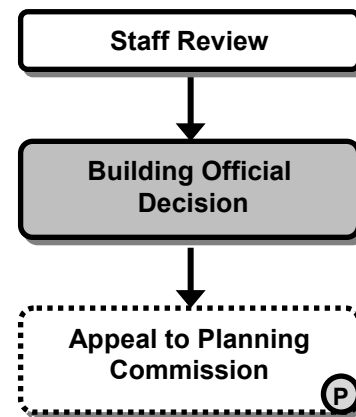 Staff Review
Building Official
Decision
Appeal to Planning
Commission
P